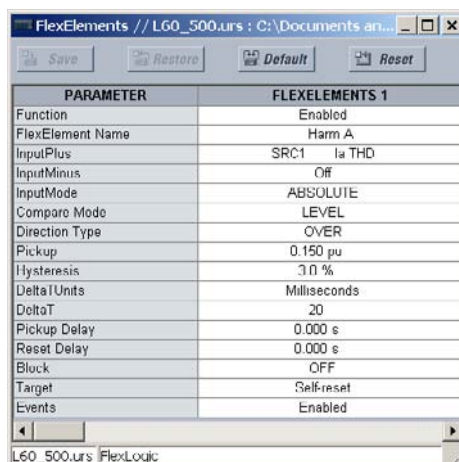 FlexElements // L60_500.urs : C:\Documents an...
Save Restore Default Reset
PARAMETER FLEXELEMENTS 1
Function Enabled
FlexElement Name Harm A
InputPlus SRC1 Ia THD
InputMinus Off
InputMode ABSOLUTE
Compare Mode LEVEL
Direction Type OVER
Pickup 0.150 pu
Hysteresis 3.0 %
DeltaTUnits Milliseconds
DeltaT 20
Pickup Delay 0.000 s
Reset Delay 0.000 s
Block OFF
Target Self-reset
Events Enabled
L60_500.urs FlexLogic